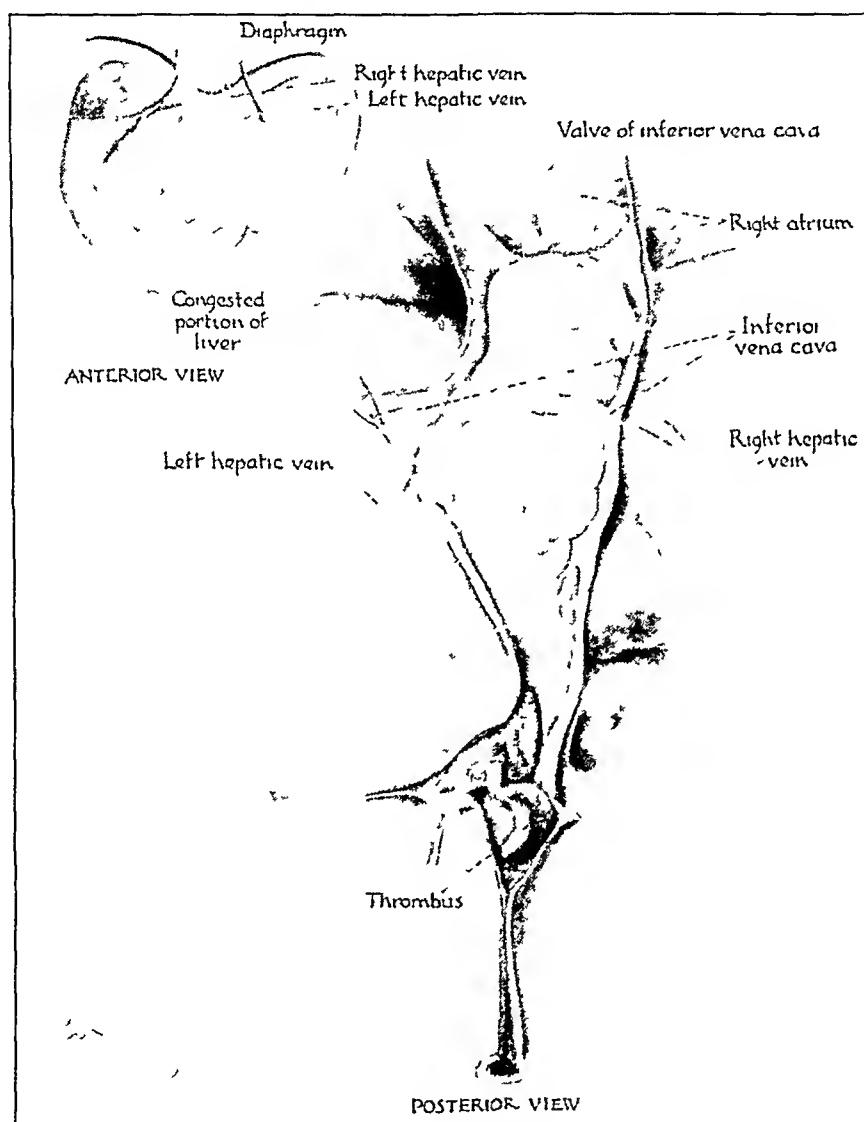 Diaphragm
Right hepatic vein
Left hepatic vein
Valve of inferior vena cava
Right atrium
Congested
portion of
liver
Inferior
vena cava
ANTERIOR VIEW
Left hepatic vein
Right hepatic
vein
Thrombus
POSTERIOR VIEW